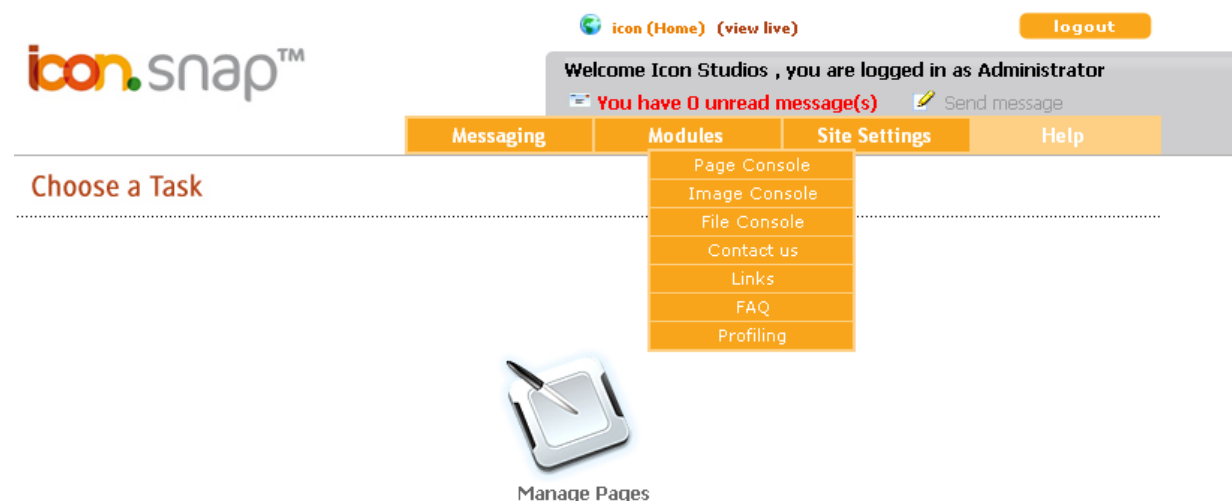 icon (Home) (view live)
logout
icon.snap™
Welcome Icon Studios , you are logged in as Administrator
You have 0 unread message(s) Send message
Messaging Modules Site Settings Help
Choose a Task
Page Console
Image Console
File Console
Contact us
Links
FAQ
Profiling
Manage Pages